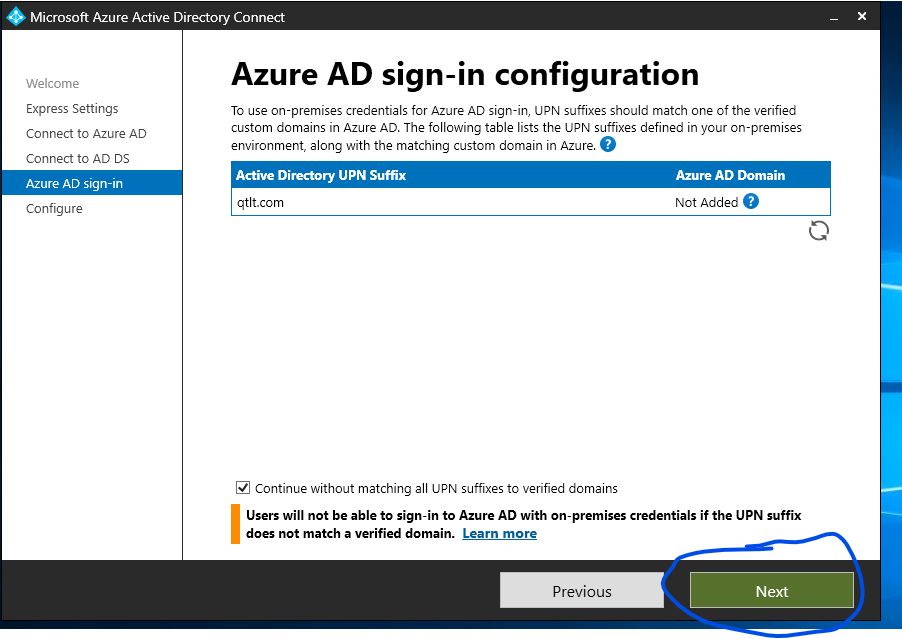 Microsoft Azure Active Directory Connect
Welcome
Express Settings
Connect to Azure AD
Connect to AD DS
Azure AD sign-in
Configure
Azure AD sign-in configuration
To use on-premises credentials for Azure AD sign-in, UPN suffixes should match one of the verified
custom domains in Azure AD. The following table lists the UPN suffixes defined in your on-premises
environment, along with the matching custom domain in Azure. ?
Active Directory UPN Suffix Azure AD Domain
qtlt.com Not Added ?
Continue without matching all UPN suffixes to verified domains
Users will not be able to sign-in to Azure AD with on-premises credentials if the UPN suffix
does not match a verified domain. Learn more
Previous Next